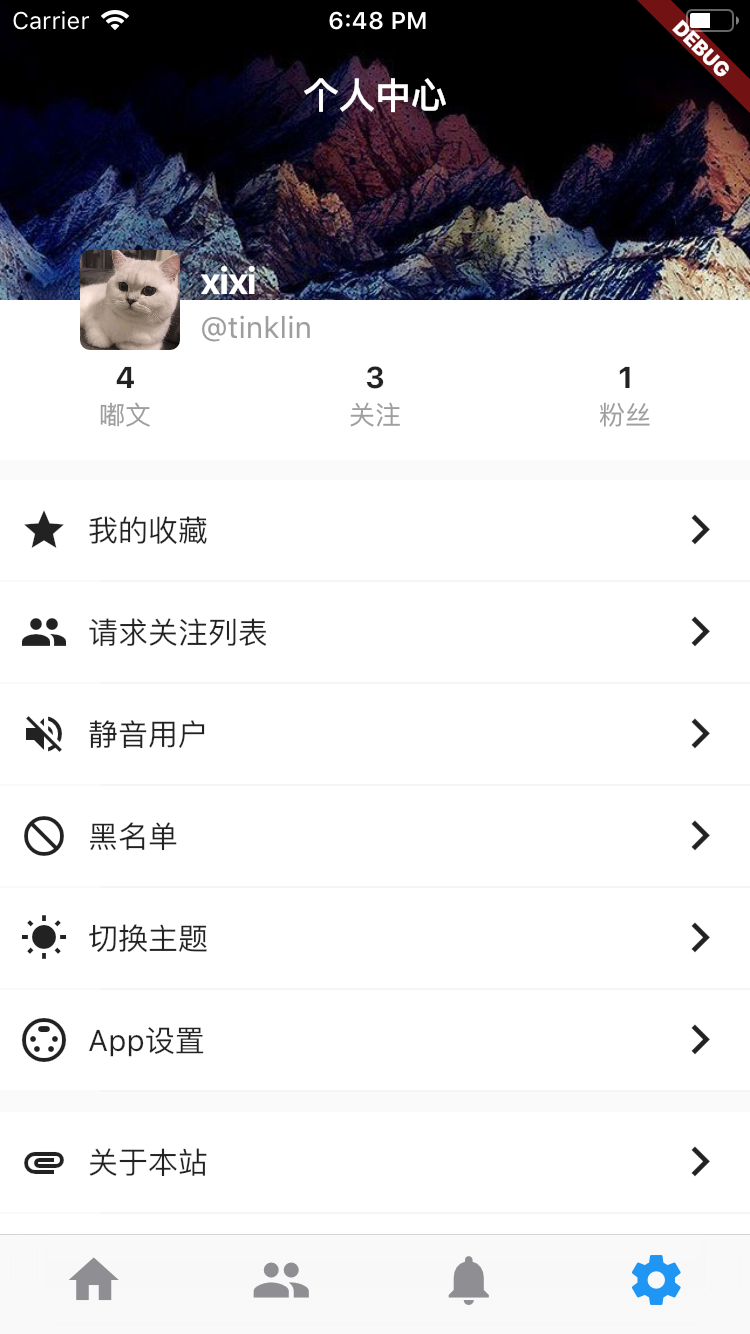 Carrier 6:48 PM
DEBUG
个人中心
xixi
@tinklin
4 3 1
嘟文 关注 粉丝
我的收藏
请求关注列表
静音用户
黑名单
切换主题
App设置
关于本站